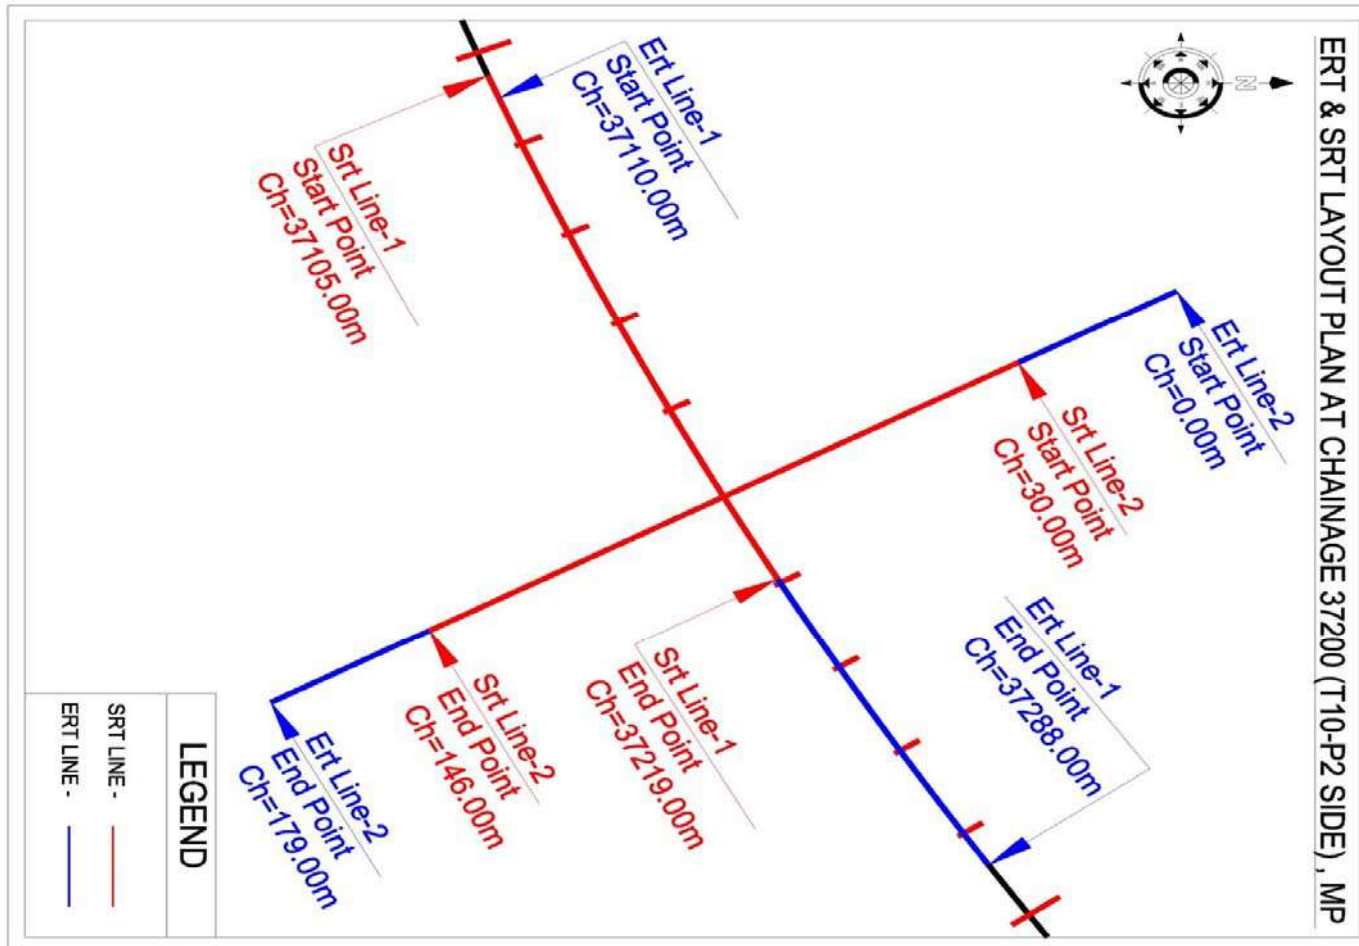 ERT & SRT LAYOUT PLAN AT CHAINAGE 37200 (T10-P2 SIDE) , MP
N
Ert Line-1
Start Point
Ch=37110.00m
Srt Line-1
Start Point
Ch=37105.00m
Ert Line-2
Start Point
Ch=0.00m
Srt Line-2
Start Point
Ch=30.00m
Ert Line-1
End Point
Ch=37288.00m
Srt Line-1
End Point
Ch=37219.00m
Srt Line-2
End Point
Ch=146.00m
Ert Line-2
End Point
Ch=179.00m
LEGEND
SRT LINE -
ERT LINE -